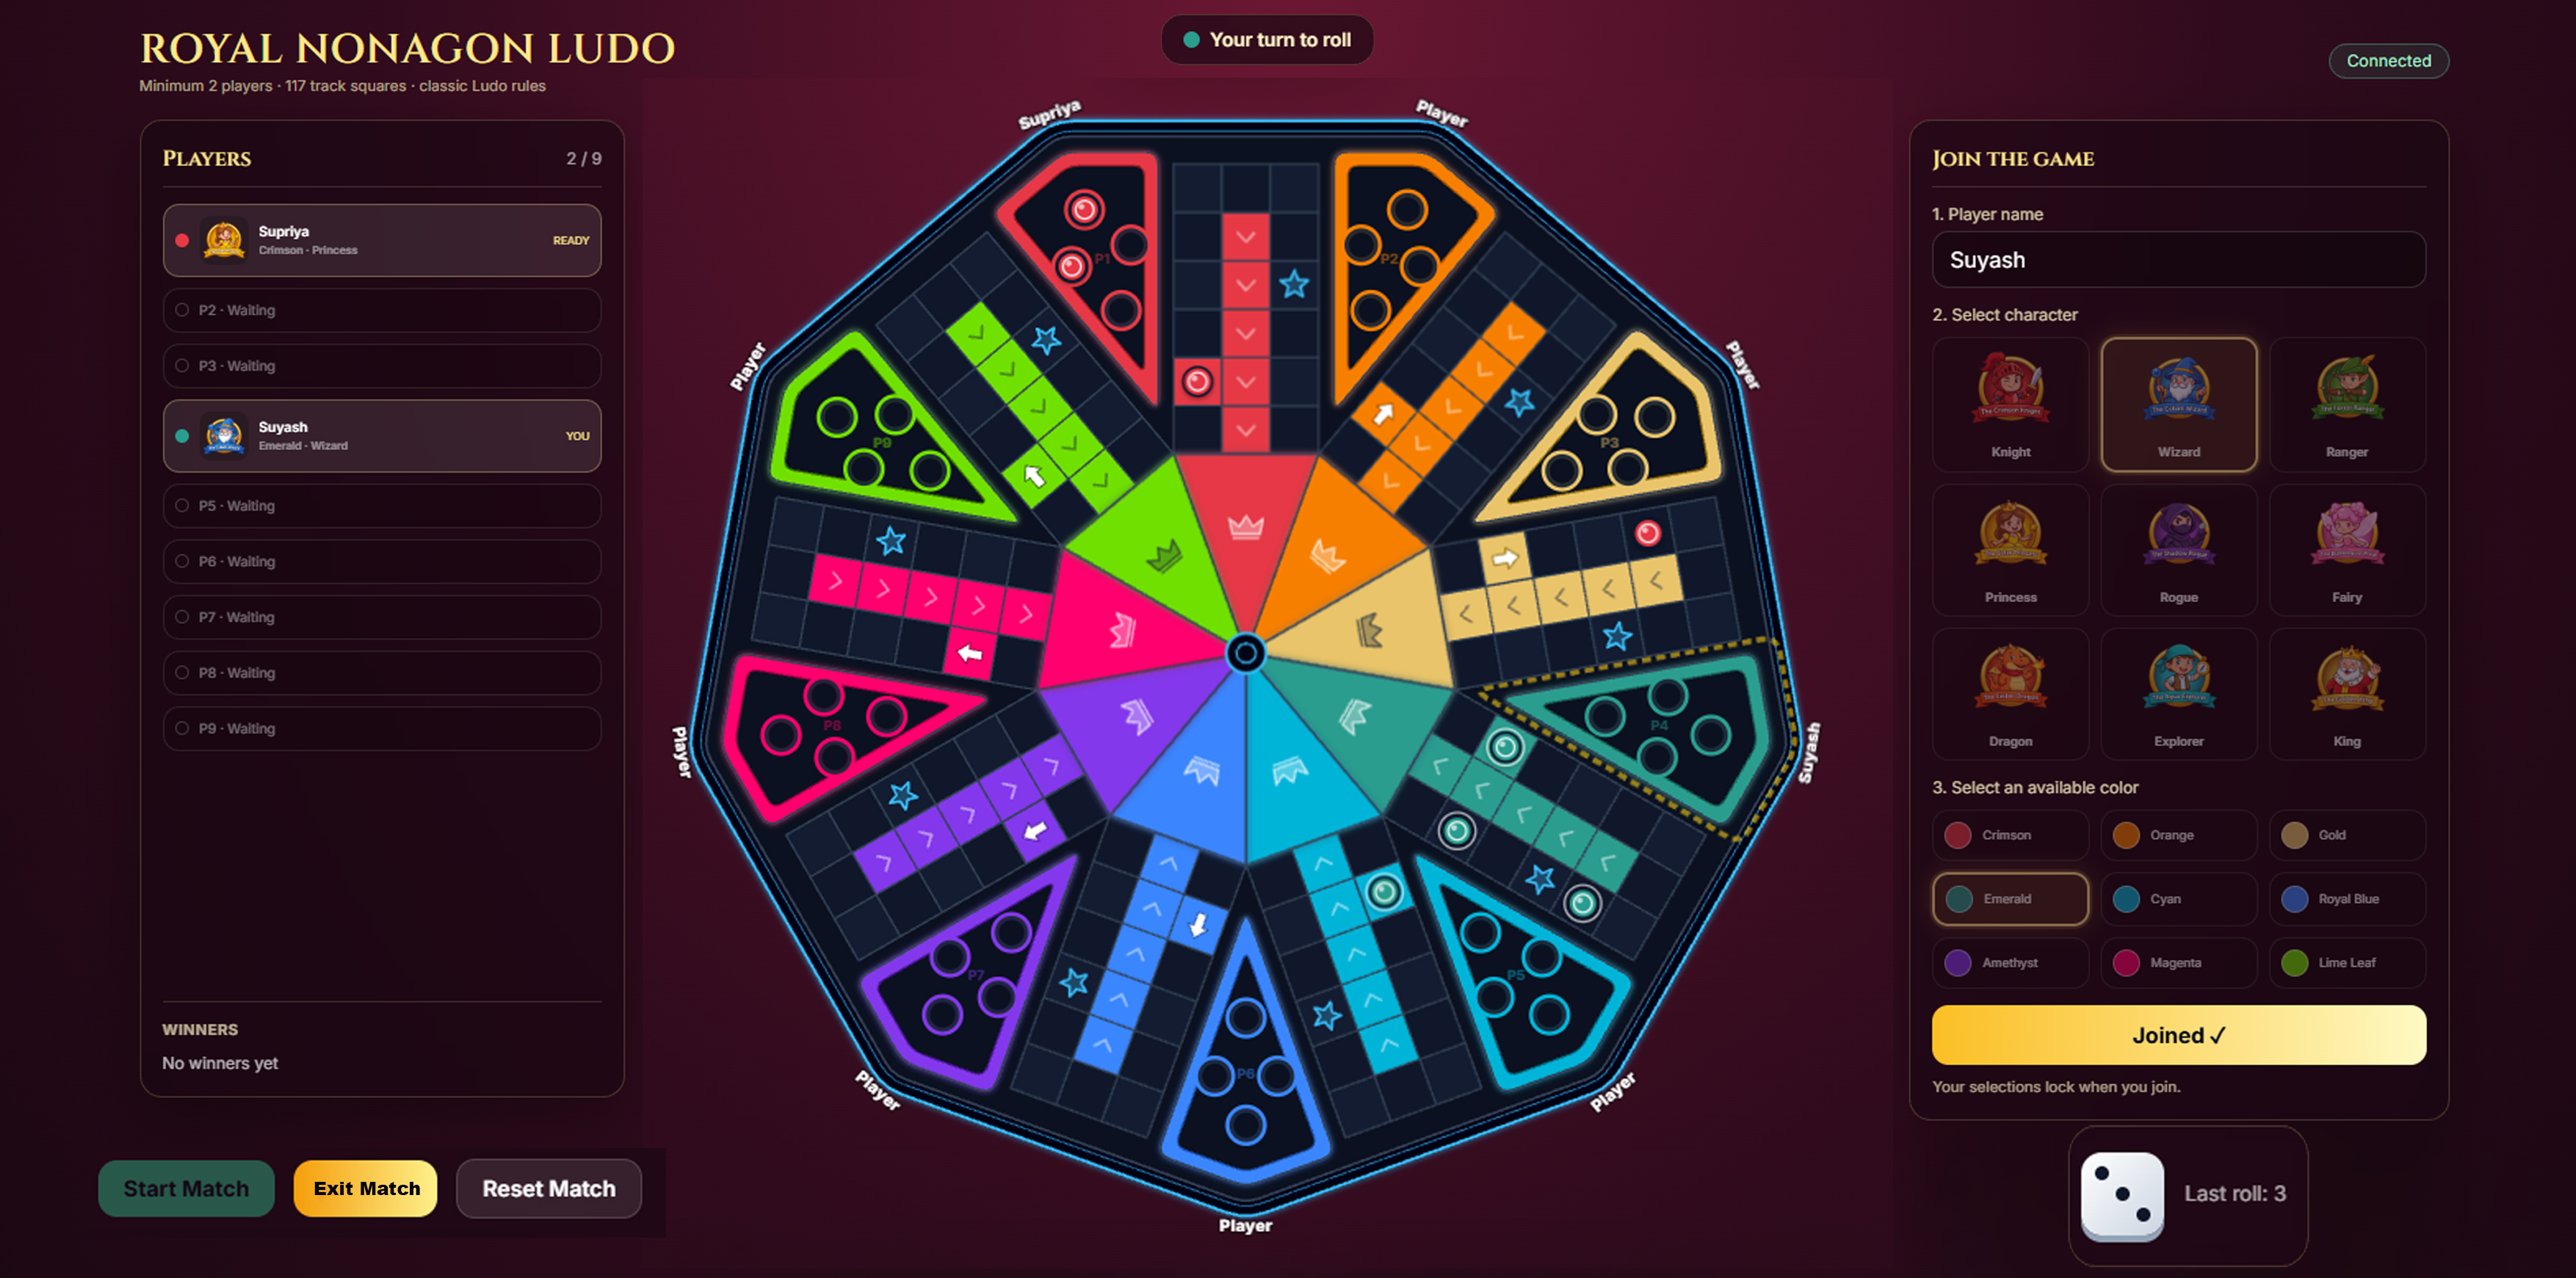 ROYAL NONAGON LUDO
Minimum 2 players · 117 track squares · classic Ludo rules
Your turn to roll
Connected
PLAYERS
2 / 9
Supriya
Crimson - Princess
READY
P2 · Waiting
P3 · Waiting
Suyash
Emerald - Wizard
YOU
P5 · Waiting
P6 · Waiting
P7 · Waiting
P8 · Waiting
P9 · Waiting
WINNERS
No winners yet
Start Match
Exit Match
Reset Match
Supriya
Player
Player
Suyash
Player
Player
Player
Player
Player
P1
P2
P3
P4
P5
P6
P7
P8
P9
JOIN THE GAME
1. Player name
Suyash
2. Select character
Knight
Wizard
Ranger
Princess
Rogue
Fairy
Dragon
Explorer
King
3. Select an available color
Crimson
Orange
Gold
Emerald
Cyan
Royal Blue
Amethyst
Magenta
Lime Leaf
Joined ✓
Your selections lock when you join.
Last roll: 3